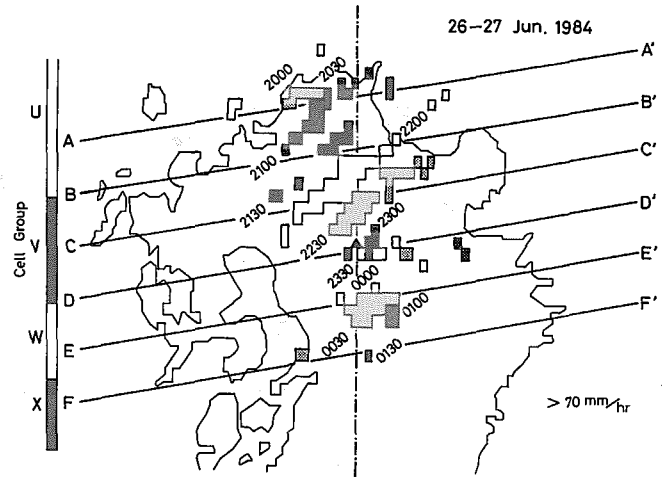 26-27 Jun. 1984
A'
2000
2030
U
A
B'
2200
2100
B
C'
2130
2300
Cell Group
V
C
D'
2230
2330
0000
D
E'
0100
F'
W
E
0030
0130
X
F
> 70 mm/hr